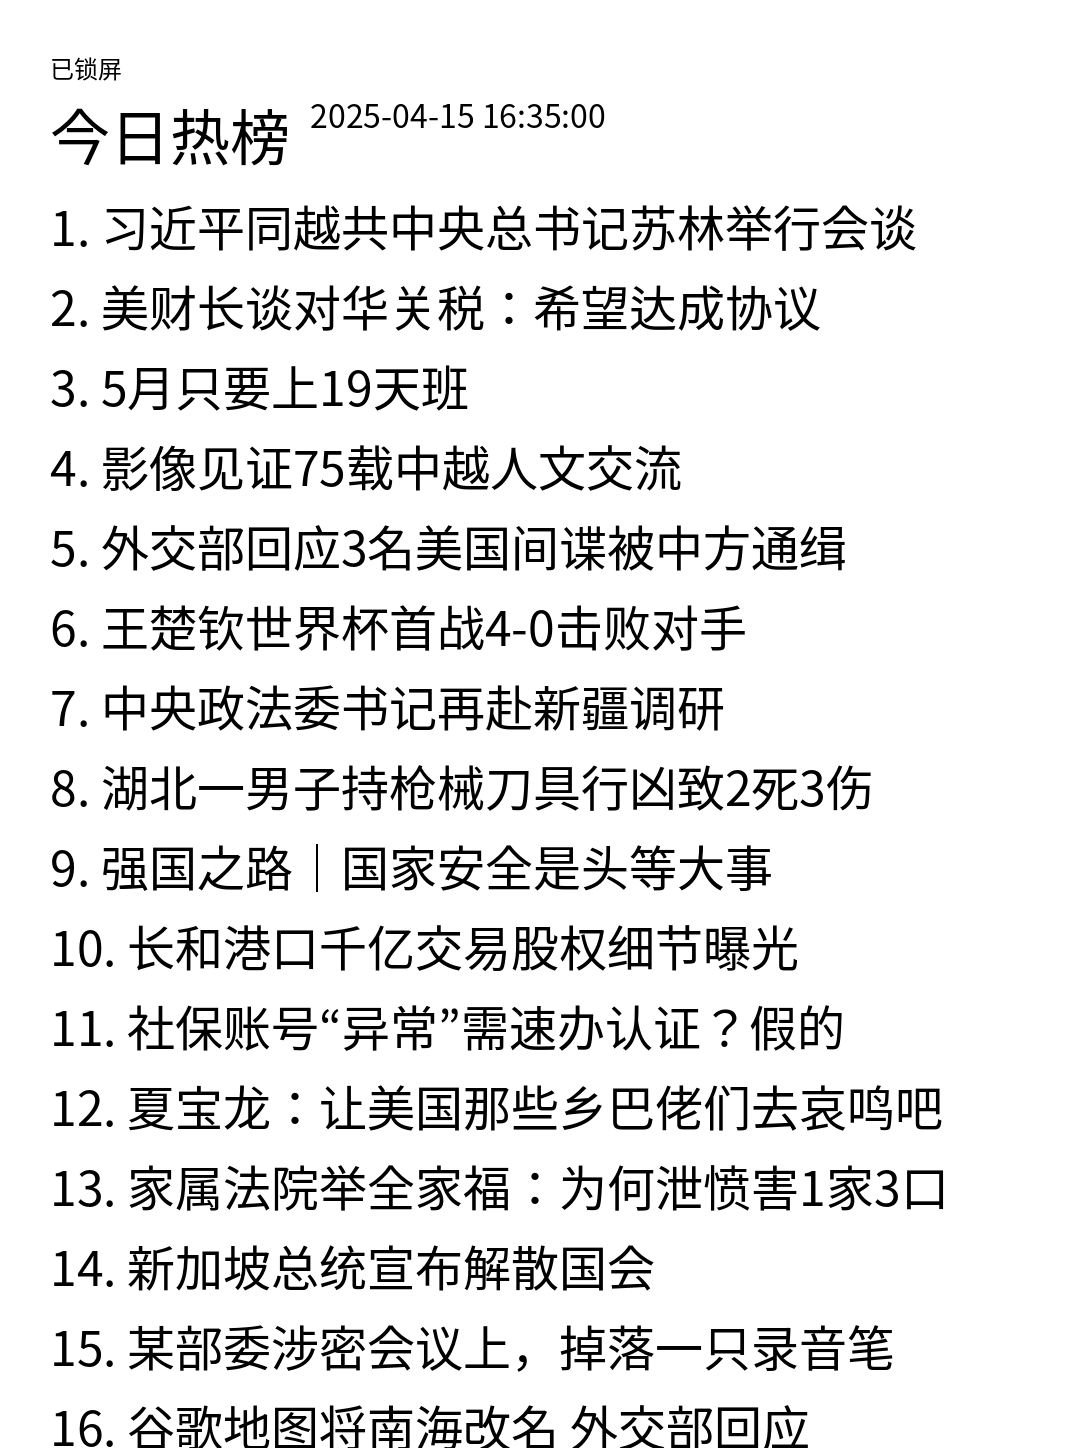 已锁屏
今日热榜 2025-04-15 16:35:00
1. 习近平同越共中央总书记苏林举行会谈
2. 美财长谈对华关税：希望达成协议
3. 5月只要上19天班
4. 影像见证75载中越人文交流
5. 外交部回应3名美国间谍被中方通缉
6. 王楚钦世界杯首战4-0击败对手
7. 中央政法委书记再赴新疆调研
8. 湖北一男子持枪械刀具行凶致2死3伤
9. 强国之路｜国家安全是头等大事
10. 长和港口千亿交易股权细节曝光
11. 社保账号“异常”需速办认证？假的
12. 夏宝龙：让美国那些乡巴佬们去哀鸣吧
13. 家属法院举全家福：为何泄愤害1家3口
14. 新加坡总统宣布解散国会
15. 某部委涉密会议上，掉落一只录音笔
16. 谷歌地图将南海改名 外交部回应